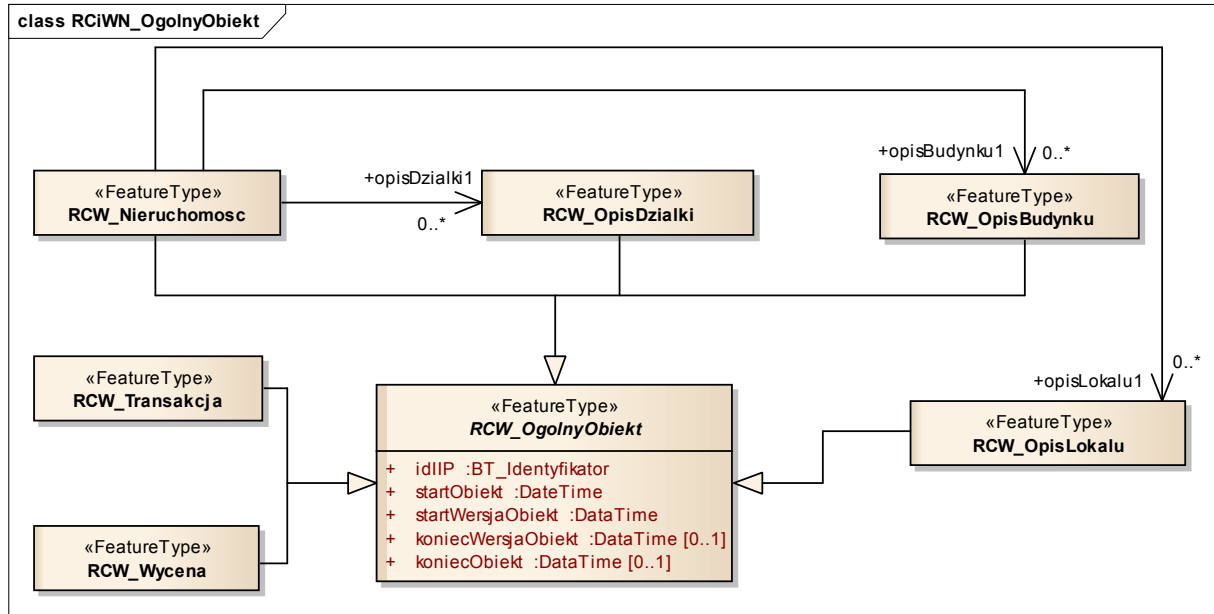 class RCiWN_OgolnyObiekt
«FeatureType»
RCW_Nieruchomosc
+opisDzialki1
0..*
«FeatureType»
RCW_OpisDzialki
+opisBudynku1
0..*
«FeatureType»
RCW_OpisBudynku
«FeatureType»
RCW_Transakcja
«FeatureType»
RCW_OgolnyObiekt
+ idIIP :BT_Identyfikator
+ startObiekt :DateTime
+ startWersjaObiekt :DataTime
+ koniecWersjaObiekt :DataTime [0..1]
+ koniecObiekt :DataTime [0..1]
+opisLokalu1
0..*
«FeatureType»
RCW_OpisLokalu
«FeatureType»
RCW_Wycena